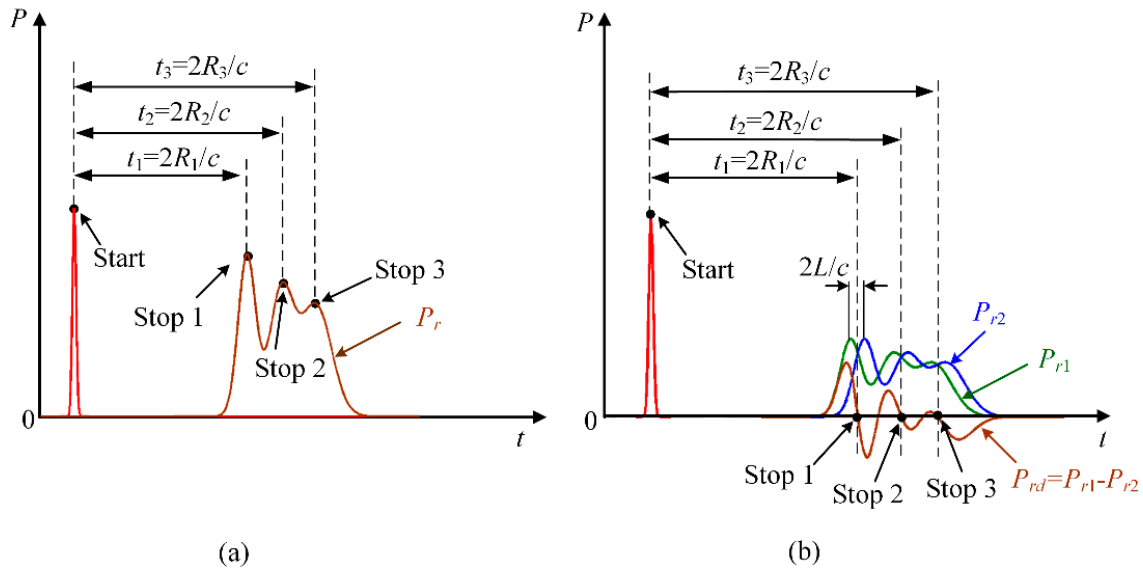 P
t₃=2R₃/c
t₂=2R₂/c
t₁=2R₁/c
Start
Stop 1
Stop 2
Stop 3
Pᵣ
0
t
(a)
P
t₃=2R₃/c
t₂=2R₂/c
t₁=2R₁/c
Start
2L/c
Pr2
Pr1
0
t
Stop 1
Stop 2
Stop 3
Prd=Pr1-Pr2
(b)